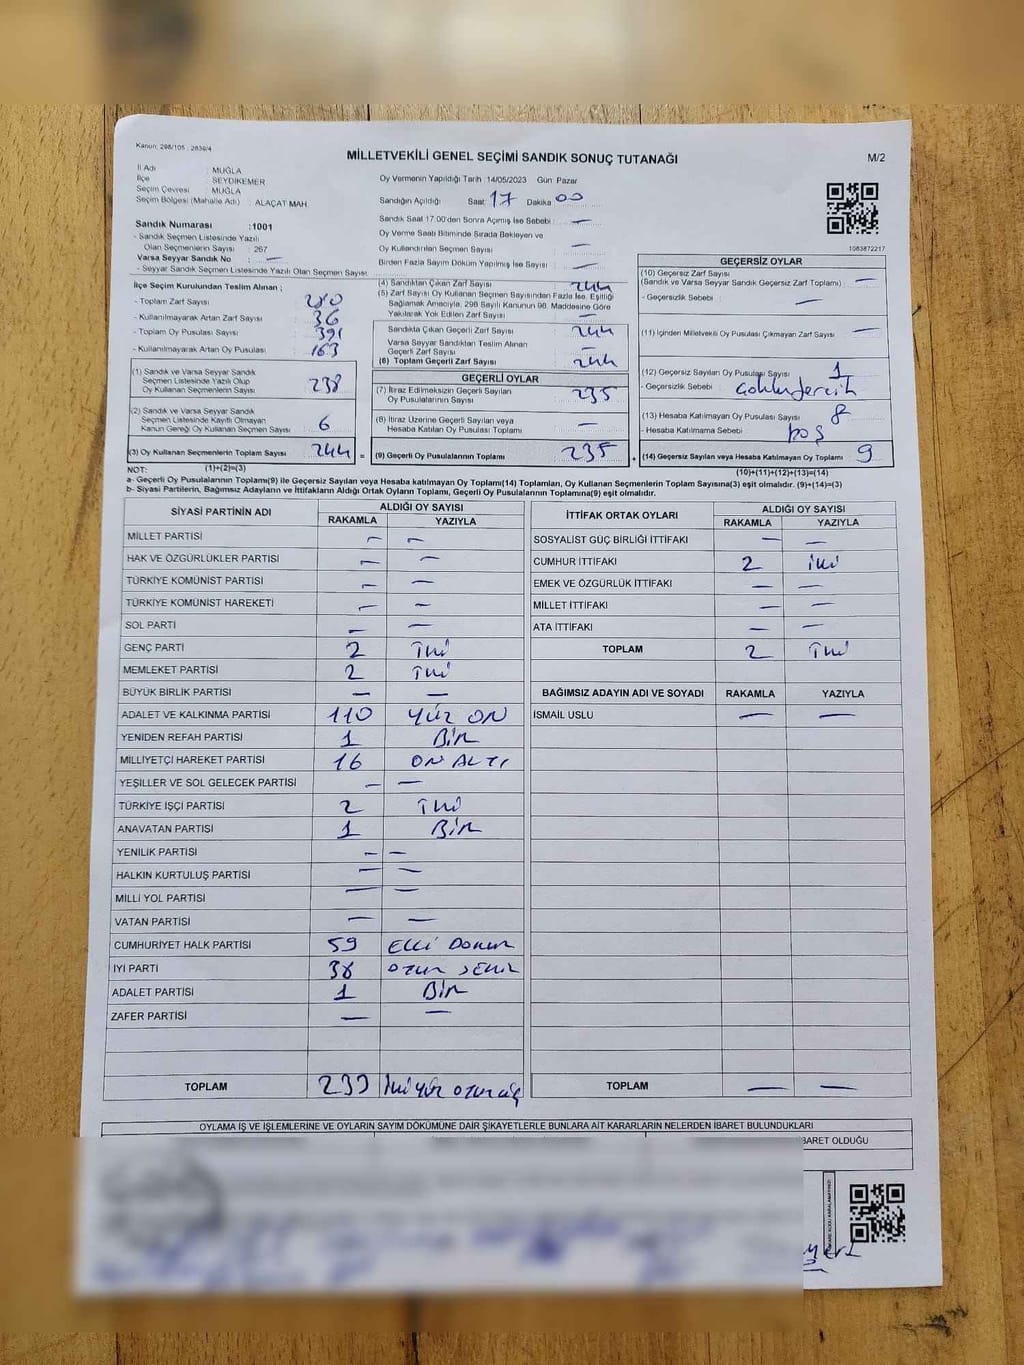 Kanun: 298/105 , 2839/4
MİLLETVEKİLİ GENEL SEÇİMİ SANDIK SONUÇ TUTANAĞI
M/2
İl Adı : MUĞLA
İlçe : SEYDİKEMER
Seçim Çevresi : MUĞLA
Seçim Bölgesi (Mahalle Adı) : ALAÇAT MAH.
Sandık Numarası : 1001
- Sandık Seçmen Listesinde Yazılı
Olan Seçmenlerin Sayısı : 267
Varsa Seyyar Sandık No : —
- Seyyar Sandık Seçmen Listesinde Yazılı Olan Seçmen Sayısı:
Oy Vermenin Yapıldığı Tarih :14/05/2023 Gün Pazar
Sandığın Açıldığı Saat: 17 Dakika 00
Sandık Saat 17.00'den Sonra Açılmış İse Sebebi : —
Oy Verme Saati Bitiminde Sırada Bekleyen ve
Oy Kullandırılan Seçmen Sayısı : —
Birden Fazla Sayım Döküm Yapılmış İse Sayısı : —
1083872217
İlçe Seçim Kurulundan Teslim Alınan ;
- Toplam Zarf Sayısı : 280
- Kullanılmayarak Artan Zarf Sayısı : 36
- Toplam Oy Pusulası Sayısı : 391
- Kullanılmayarak Artan Oy Pusulası : 163
(1) Sandık ve Varsa Seyyar Sandık
Seçmen Listesinde Yazılı Olup
Oy Kullanan Seçmenlerin Sayısı : 238
(2) Sandık ve Varsa Seyyar Sandık
Seçmen Listesinde Kayıtlı Olmayan
Kanun Gereği Oy Kullanan Seçmen Sayısı : 6
(3) Oy Kullanan Seçmenlerin Toplam Sayısı : 244 =
(4) Sandıktan Çıkan Zarf Sayısı : 244
(5) Zarf Sayısı Oy Kullanan Seçmen Sayısından Fazla İse, Eşitliği
Sağlamak Amacıyla, 298 Sayılı Kanunun 98. Maddesine Göre
Yakılarak Yok Edilen Zarf Sayısı : —
Sandıkta Çıkan Geçerli Zarf Sayısı : 244
Varsa Seyyar Sandıktan Teslim Alınan
Geçerli Zarf Sayısı : —
(6) Toplam Geçerli Zarf Sayısı : 244
GEÇERLİ OYLAR
(7) İtiraz Edilmeksizin Geçerli Sayılan
Oy Pusulalarının Sayısı : 235
(8) İtiraz Üzerine Geçerli Sayılan veya
Hesaba Katılan Oy Pusulası Toplamı : —
(9) Geçerli Oy Pusulalarının Toplamı : 235 +
GEÇERSİZ OYLAR
(10) Geçersiz Zarf Sayısı
(Sandık ve Varsa Seyyar Sandık Geçersiz Zarf Toplamı) : —
- Geçersizlik Sebebi : —
(11) İçinden Milletvekili Oy Pusulası Çıkmayan Zarf Sayısı : —
(12) Geçersiz Sayılan Oy Pusulası Sayısı : 1
- Geçersizlik Sebebi :
(13) Hesaba Katılmayan Oy Pusulası Sayısı : 8
- Hesaba Katılmama Sebebi : boş
(14) Geçersiz Sayılan veya Hesaba Katılmayan Oy Toplamı : 9
NOT: (1)+(2)=(3)
(10)+(11)+(12)+(13)=(14)
a- Geçerli Oy Pusulalarının Toplamı(9) ile Geçersiz Sayılan veya Hesaba katılmayan Oy Toplamı(14) Toplamları, Oy Kullanan Seçmenlerin Toplam Sayısına(3) eşit olmalıdır. (9)+(14)=(3)
b- Siyasi Partilerin, Bağımsız Adayların ve İttifakların Aldığı Ortak Oyların Toplamı, Geçerli Oy Pusulalarının Toplamına(9) eşit olmalıdır.
SİYASİ PARTİNİN ADI ALDIĞI OY SAYISI
RAKAMLA YAZIYLA
MİLLET PARTİSİ — —
HAK VE ÖZGÜRLÜKLER PARTİSİ — —
TÜRKİYE KOMÜNİST PARTİSİ — —
TÜRKİYE KOMÜNİST HAREKETİ — —
SOL PARTİ — —
GENÇ PARTİ 2 İki
MEMLEKET PARTİSİ 2 İki
BÜYÜK BİRLİK PARTİSİ — —
ADALET VE KALKINMA PARTİSİ 110 YÜZ ON
YENİDEN REFAH PARTİSİ 1 BİR
MİLLİYETÇİ HAREKET PARTİSİ 16 ON ALTI
YEŞİLLER VE SOL GELECEK PARTİSİ — —
TÜRKİYE İŞÇİ PARTİSİ 2 İki
ANAVATAN PARTİSİ 1 BİR
YENİLİK PARTİSİ — —
HALKIN KURTULUŞ PARTİSİ — —
MİLLİ YOL PARTİSİ — —
VATAN PARTİSİ — —
CUMHURİYET HALK PARTİSİ 59 ELLİ DOKUZ
İYİ PARTİ 38 OTUZ SEKİZ
ADALET PARTİSİ 1 BİR
ZAFER PARTİSİ — —
TOPLAM 233 İki YÜZ OTUZ üç
İTTİFAK ORTAK OYLARI ALDIĞI OY SAYISI
RAKAMLA YAZIYLA
SOSYALİST GÜÇ BİRLİĞİ İTTİFAKI — —
CUMHUR İTTİFAKI 2 İki
EMEK VE ÖZGÜRLÜK İTTİFAKI — —
MİLLET İTTİFAKI — —
ATA İTTİFAKI — —
TOPLAM 2 İki
BAĞIMSIZ ADAYIN ADI VE SOYADI RAKAMLA YAZIYLA
İSMAİL USLU — —
TOPLAM — —
OYLAMA İŞ VE İŞLEMLERİNE VE OYLARIN SAYIM DÖKÜMÜNE DAİR ŞİKAYETLERLE BUNLARA AİT KARARLARIN NELERDEN İBARET BULUNDUKLARI
İBARET OLDUĞU